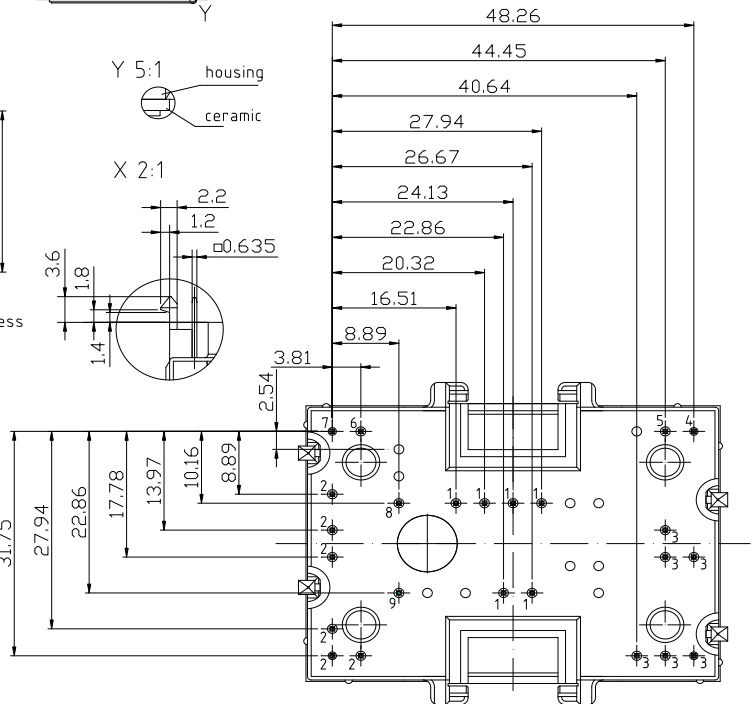 Y
48.26
Y 5:1
housing
44.45
ceramic
40.64
27.94
26.67
X 2:1
24.13
2.2
22.86
1.2
□0.635
20.32
3.6
1.8
16.51
ess
8.89
1.4
3.81
2.54
7 6 5 4
31.75
27.94
22.86
17.78
13.97
10.16
8.89
2 8 1 1 1 1
2 3
2 3 3
9 1 1
2
2 2 3 3 3